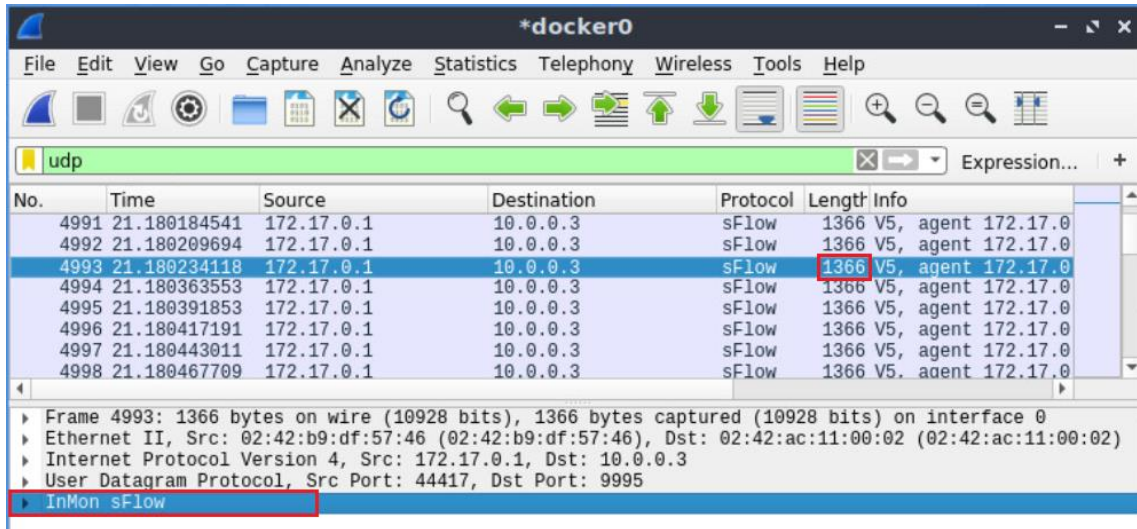 *docker0
File Edit View Go Capture Analyze Statistics Telephony Wireless Tools Help
udp Expression... +
No. Time Source Destination Protocol Length Info
4991 21.180184541 172.17.0.1 10.0.0.3 sFlow 1366 V5, agent 172.17.0
4992 21.180209694 172.17.0.1 10.0.0.3 sFlow 1366 V5, agent 172.17.0
4993 21.180234118 172.17.0.1 10.0.0.3 sFlow 1366 V5, agent 172.17.0
4994 21.180363553 172.17.0.1 10.0.0.3 sFlow 1366 V5, agent 172.17.0
4995 21.180391853 172.17.0.1 10.0.0.3 sFlow 1366 V5, agent 172.17.0
4996 21.180417191 172.17.0.1 10.0.0.3 sFlow 1366 V5, agent 172.17.0
4997 21.180443011 172.17.0.1 10.0.0.3 sFlow 1366 V5, agent 172.17.0
4998 21.180467709 172.17.0.1 10.0.0.3 sFlow 1366 V5, agent 172.17.0
Frame 4993: 1366 bytes on wire (10928 bits), 1366 bytes captured (10928 bits) on interface 0
Ethernet II, Src: 02:42:b9:df:57:46 (02:42:b9:df:57:46), Dst: 02:42:ac:11:00:02 (02:42:ac:11:00:02)
Internet Protocol Version 4, Src: 172.17.0.1, Dst: 10.0.0.3
User Datagram Protocol, Src Port: 44417, Dst Port: 9995
InMon sFlow